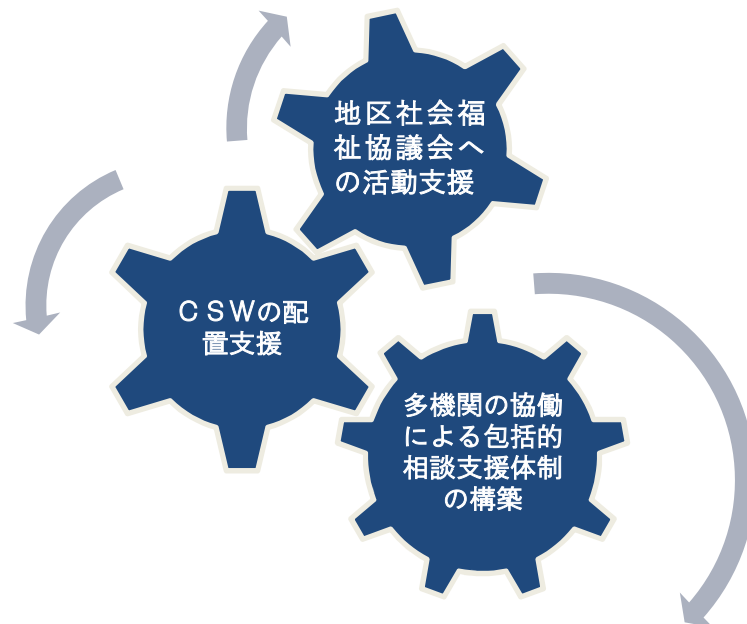 地区社会福
祉協議会へ
の活動支援
ＣＳＷの配
置支援
多機関の協働
による包括的
相談支援体制
の構築